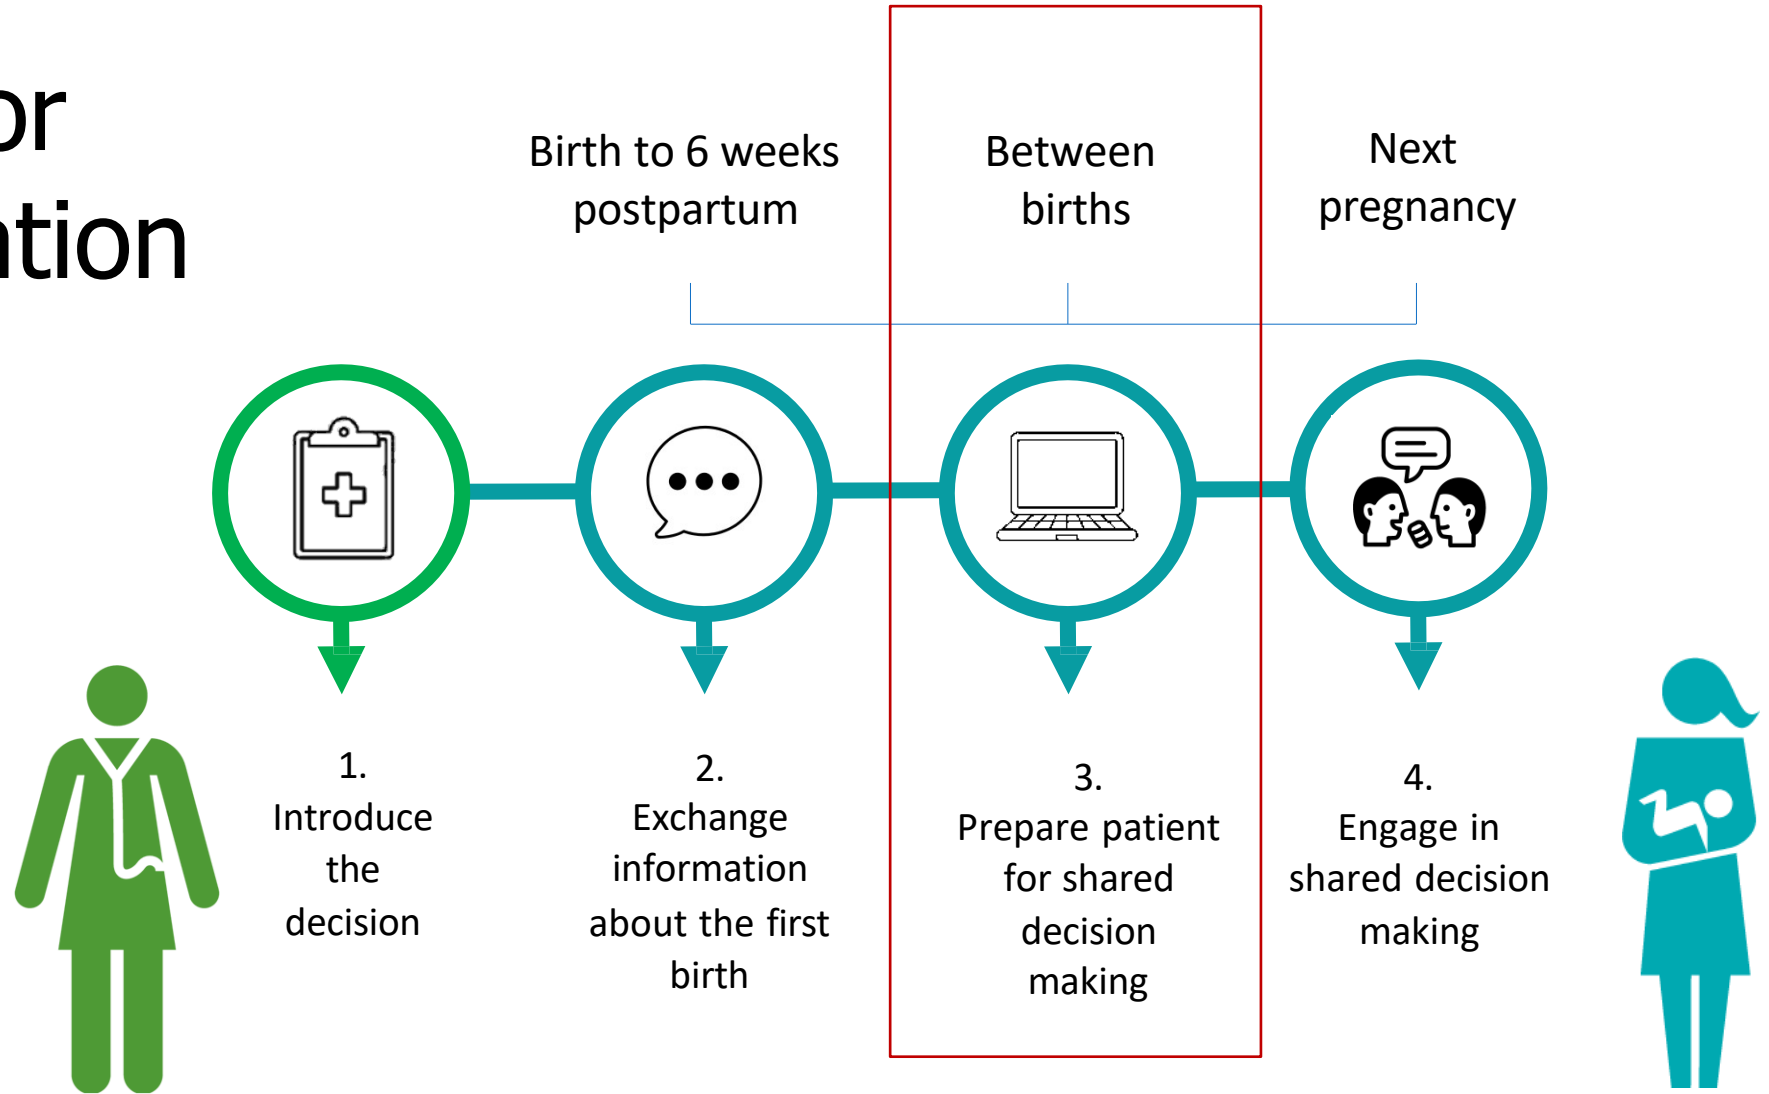 or
ation
Birth to 6 weeks
postpartum
Between
births
Next
pregnancy
1.
Introduce
the
decision
2.
Exchange
information
about the first
birth
3.
Prepare patient
for shared
decision
making
4.
Engage in
shared decision
making